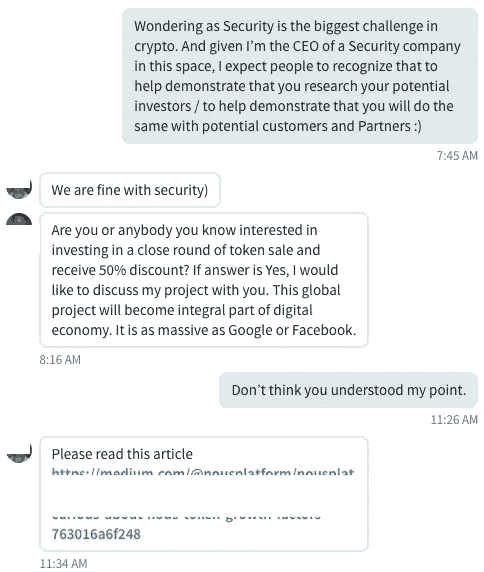 Wondering as Security is the biggest challenge in
crypto. And given I'm the CEO of a Security company
in this space, I expect people to recognize that to
help demonstrate that you research your potential
investors / to help demonstrate that you will do the
same with potential customers and Partners :)
7:45 AM
We are fine with security)
Are you or anybody you know interested in
investing in a close round of token sale and
receive 50% discount? If answer is Yes, I would
like to discuss my project with you. This global
project will become integral part of digital
economy. It is as massive as Google or Facebook.
8:16 AM
Don't think you understood my point.
11:26 AM
Please read this article
https://medium.com/@nousplatform/nousplat
curious-about-nous-token-growth-factors-
763016a6f248
11:34 AM